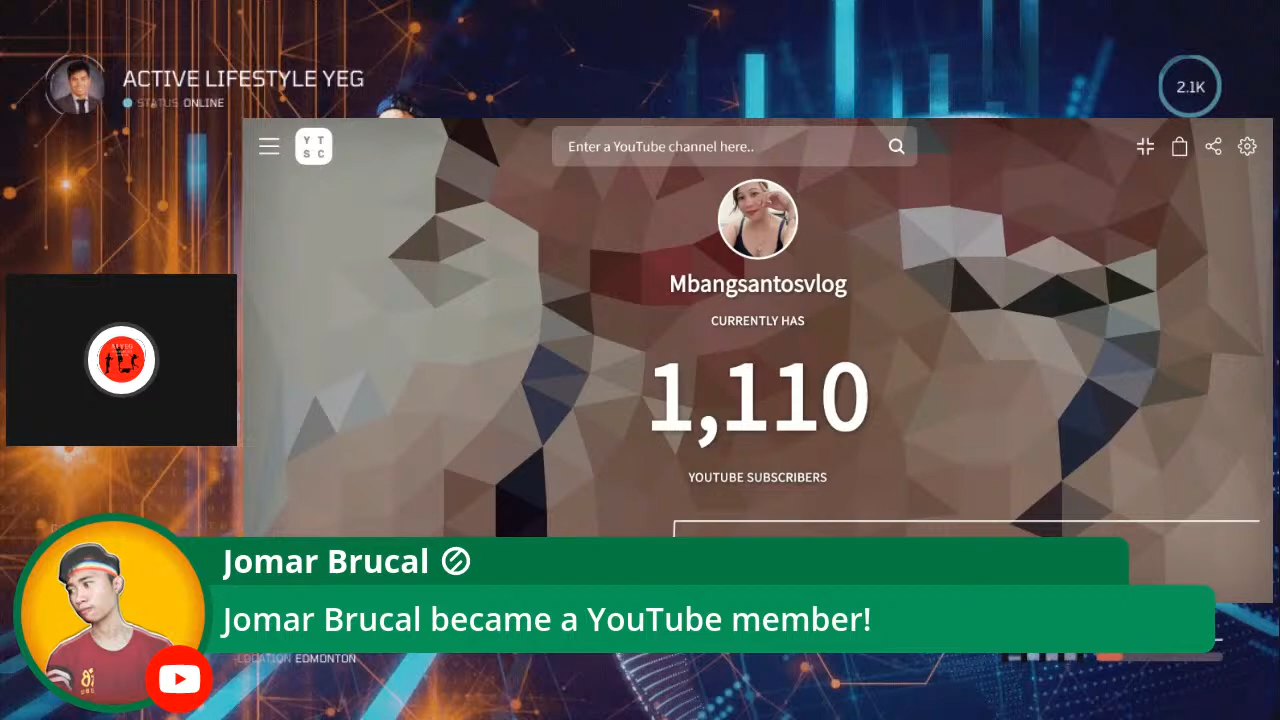 ACTIVE LIFESTYLE YEG
STATUS ONLINE
2.1K
Y T
S C
Enter a YouTube channel here..
Mbangsantosvlog
CURRENTLY HAS
1,110
YOUTUBE SUBSCRIBERS
Jomar Brucal
Jomar Brucal became a YouTube member!
LOCATION EDMONTON